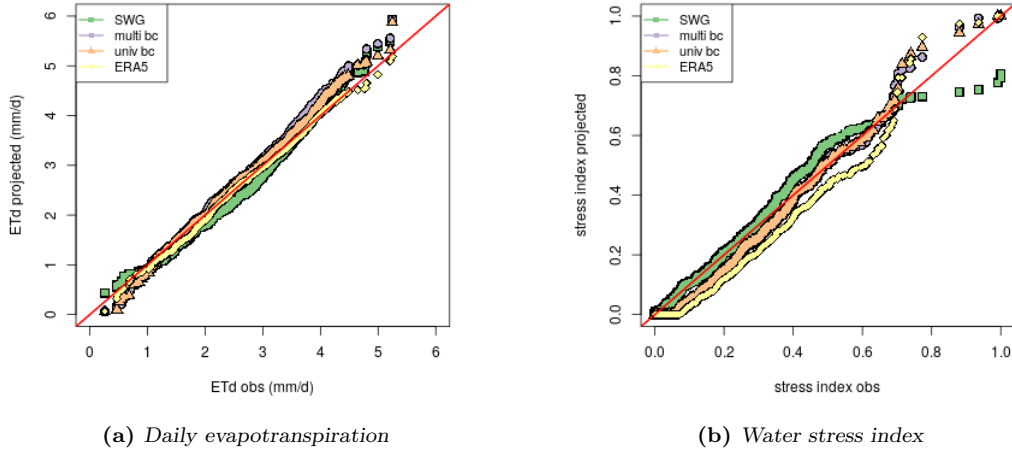 SWG
multi bc
univ bc
ERA5
0 1 2 3 4 5 6
ETd projected (mm/d)
0 1 2 3 4 5 6
ETd obs (mm/d)
(a) Daily evapotranspiration
SWG
multi bc
univ bc
ERA5
0.0 0.2 0.4 0.6 0.8 1.0
stress index projected
0.0 0.2 0.4 0.6 0.8 1.0
stress index obs
(b) Water stress index